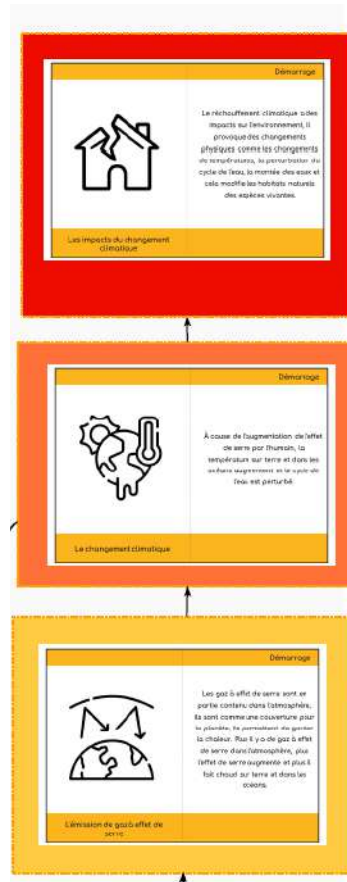 Démarrage
Le réchauffement climatique a des
impacts sur l'environnement, il
provoque des changements
physiques comme les changements
de températures, la perturbation du
cycle de l'eau, la montée des eaux et
cela modifie les habitats naturels
des espèces vivantes.
Les impacts du changement
climatique
Démarrage
À cause de l'augmentation de l'effet
de serre par l'humain, la
température sur terre et dans les
océans augmentent et le cycle de
l'eau est perturbé.
Le changement climatique
Démarrage
Les gaz à effet de serre sont en
partie contenu dans l'atmosphère,
ils sont comme une couverture pour
la planète, ils permettent de garder
la chaleur. Plus il y a de gaz à effet
de serre dans l'atmosphère, plus
l'effet de serre augmente et plus il
fait chaud sur terre et dans les
océans.
L'émission de gaz à effet de
serre